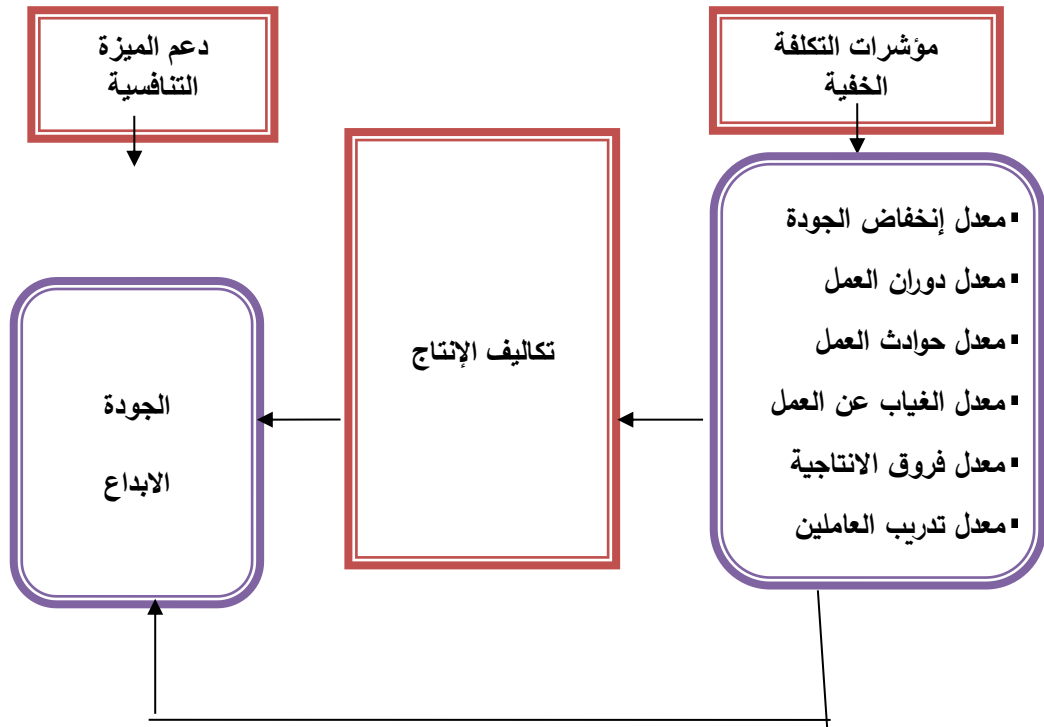 مؤشرات التكلفة
الخفية
دعم الميزة
التنافسية
▪ معدل إنخفاض الجودة
▪ معدل دوران العمل
▪ معدل حوادث العمل
▪ معدل الغياب عن العمل
▪ معدل فروق الانتاجية
▪ معدل تدريب العاملين
تكاليف الإنتاج
الجودة
الابداع